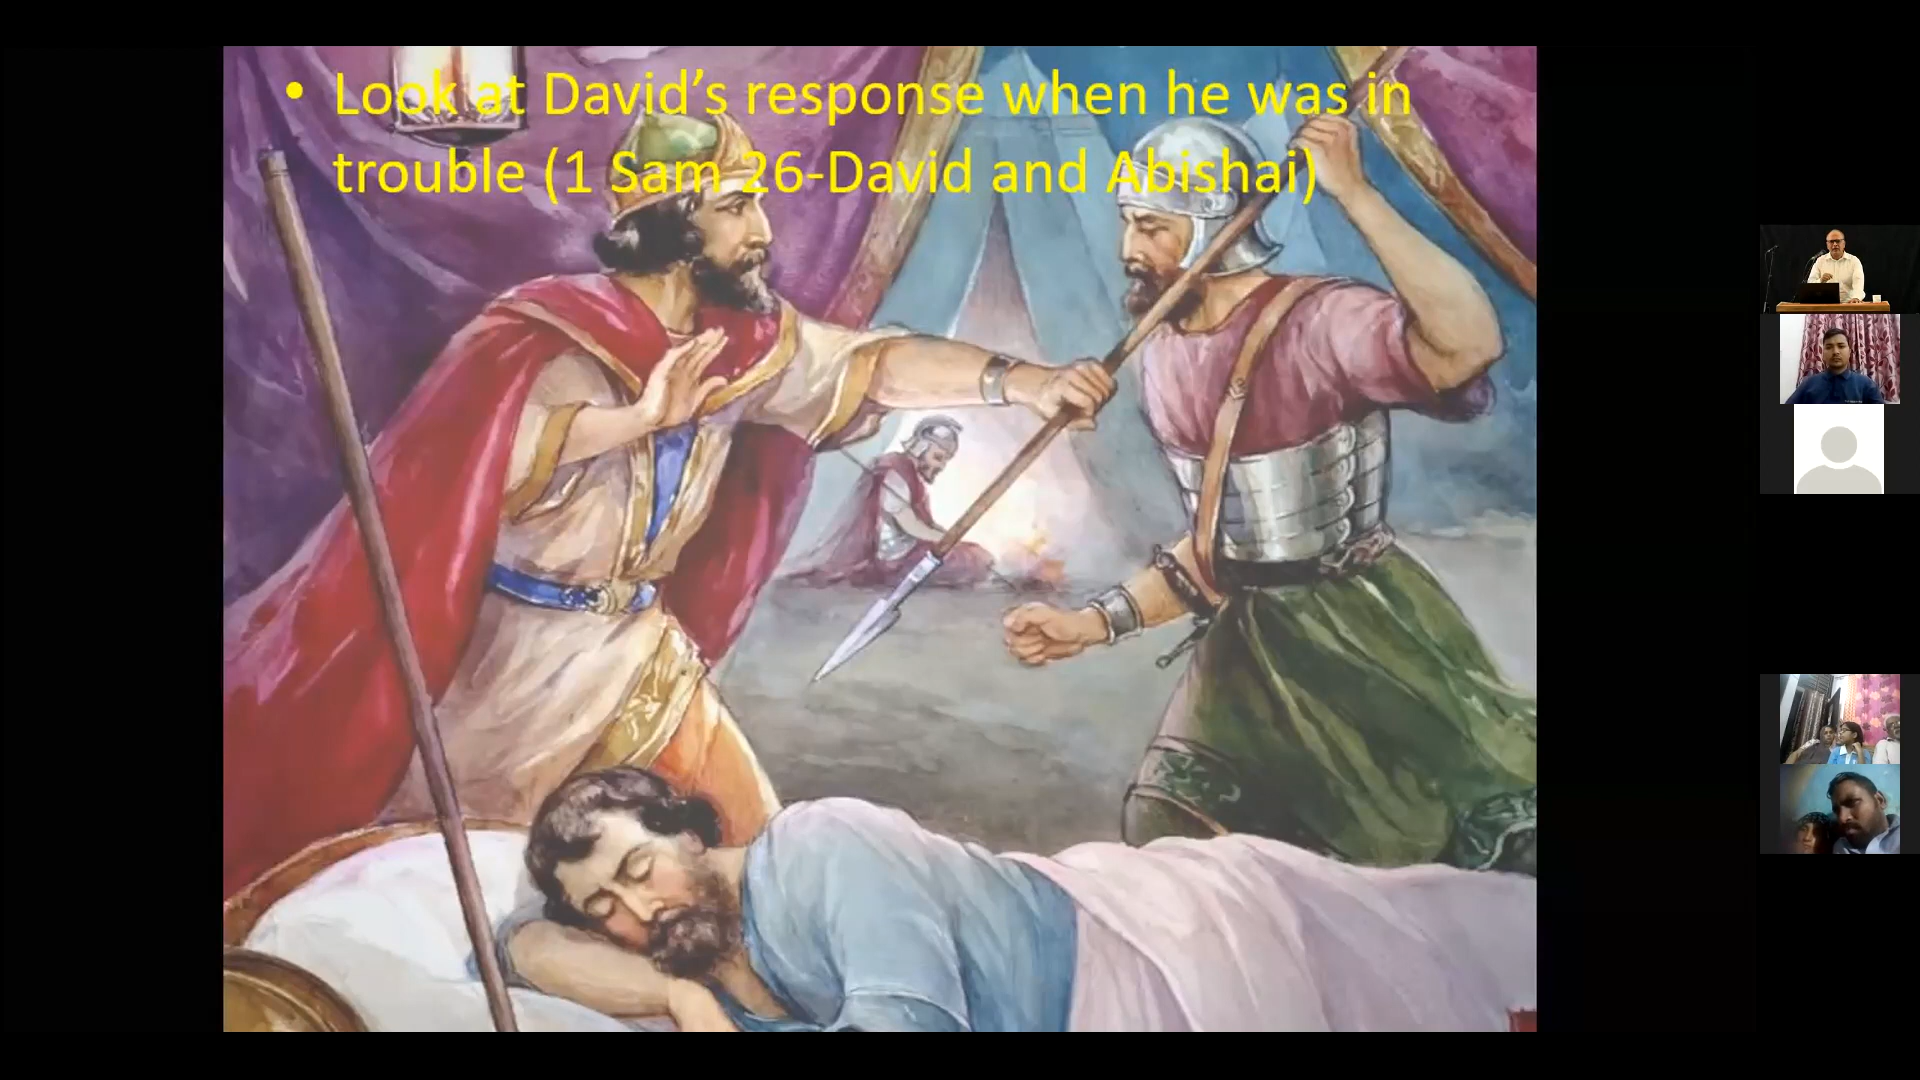 • Look at David’s response when he was in
trouble (1 Sam 26-David and Abishai)